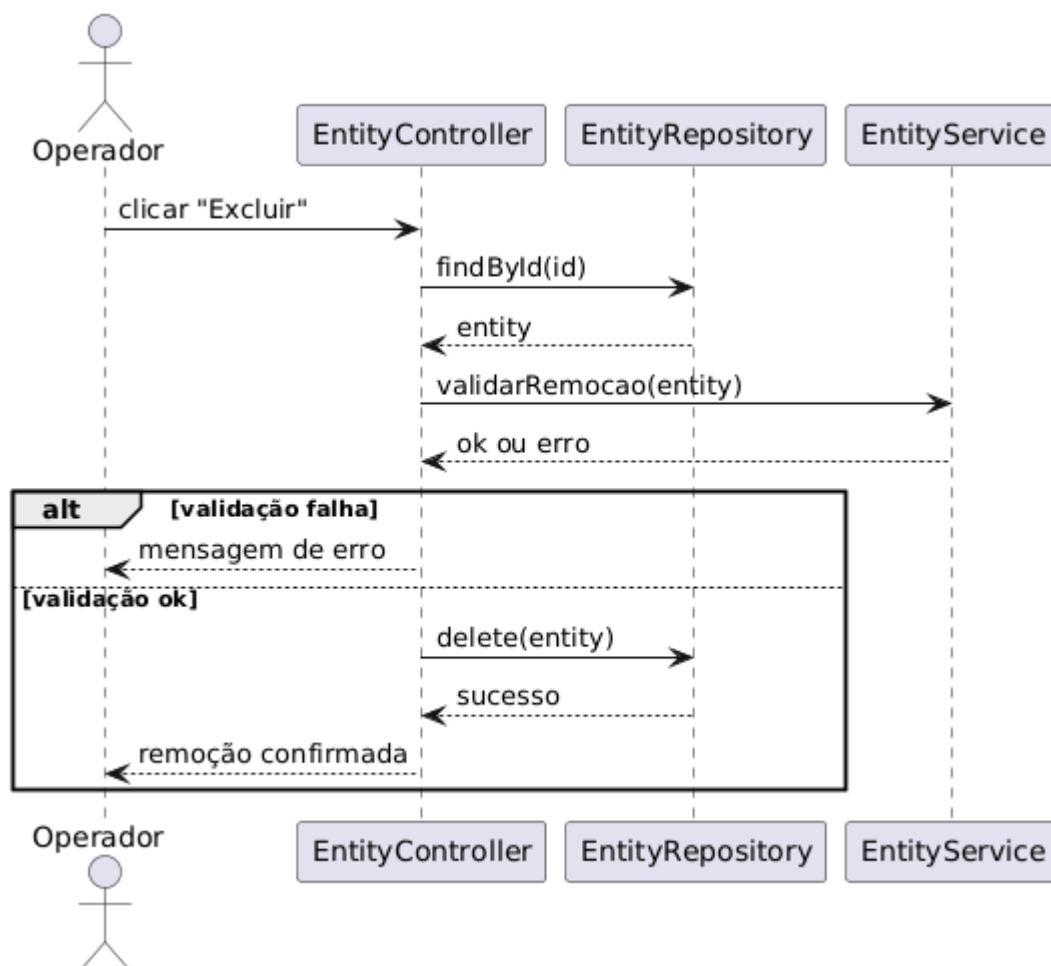 Operador
EntityController
EntityRepository
EntityService
clicar "Excluir"
findById(id)
entity
validarRemocao(entity)
ok ou erro
alt [validação falha]
mensagem de erro
[validação ok]
delete(entity)
sucesso
remoção confirmada
Operador
EntityController
EntityRepository
EntityService